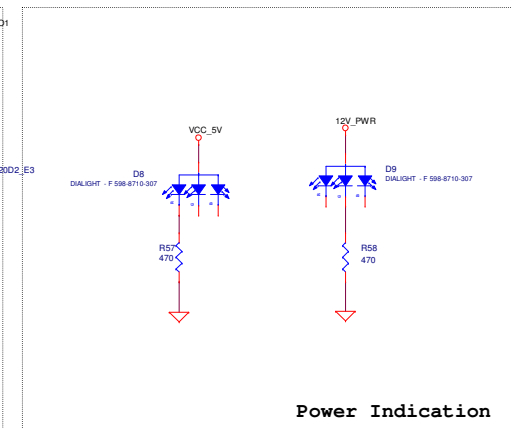 D1
VCC_5V
12V_PWR
20D2_E3
D8
DIALIGHT - F 598-8710-307
D9
DIALIGHT - F 598-8710-307
R57
470
R58
470
Power Indication